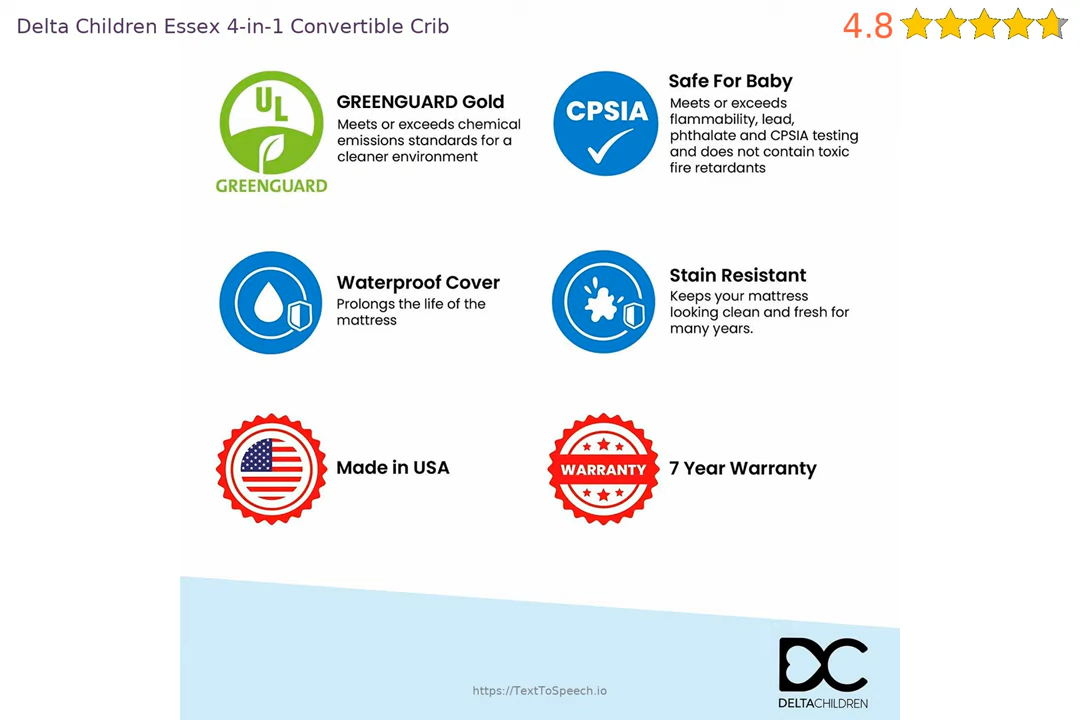 Delta Children Essex 4-in-1 Convertible Crib
4.8
UL
GREENGUARD
GREENGUARD Gold
Meets or exceeds chemical
emissions standards for a
cleaner environment
CPSIA
Safe For Baby
Meets or exceeds
flammability, lead,
phthalate and CPSIA testing
and does not contain toxic
fire retardants
Waterproof Cover
Prolongs the life of the
mattress
Stain Resistant
Keeps your mattress
looking clean and fresh for
many years.
Made in USA
WARRANTY
7 Year Warranty
DC
DELTACHILDREN
https://TextToSpeech.io